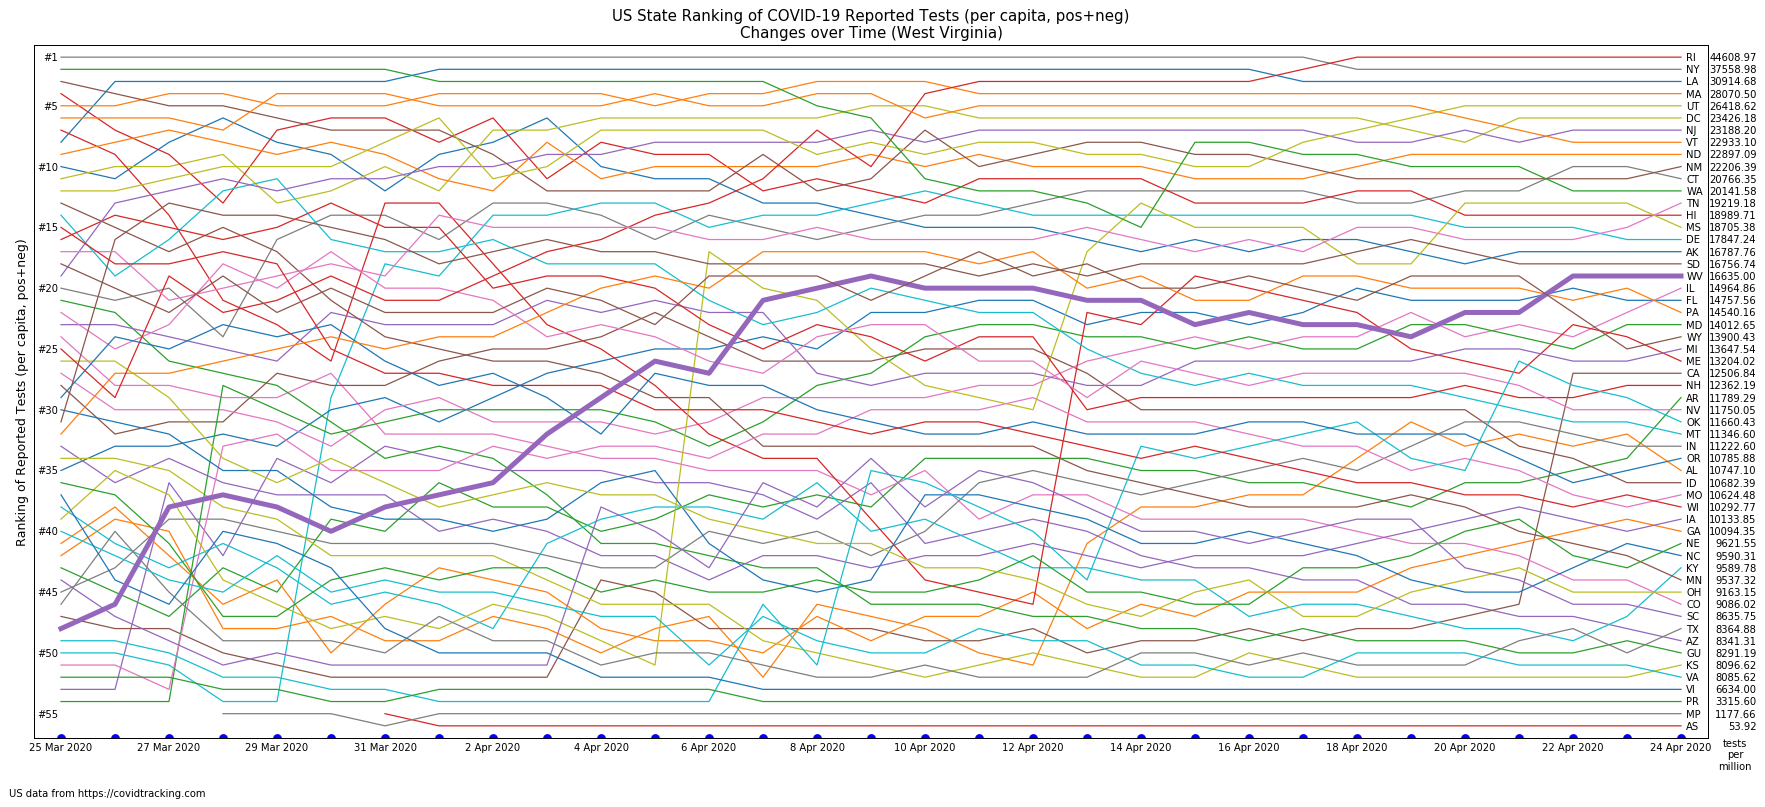 US State Ranking of COVID-19 Reported Tests (per capita, pos+neg)
Changes over Time (West Virginia)
Ranking of Reported Tests (per capita, pos+neg)
#1
#5
#10
#15
#20
#25
#30
#35
#40
#45
#50
#55
RI 44608.97
NY 37558.98
LA 30914.68
MA 28070.50
UT 26418.62
DC 23426.18
NJ 23188.20
VT 22933.10
ND 22897.09
NM 22206.39
CT 20766.35
WA 20141.58
TN 19219.18
HI 18989.71
MS 18705.38
DE 17847.24
AK 16787.76
SD 16756.74
WV 16635.00
IL 14964.86
FL 14757.56
PA 14540.16
MD 14012.65
WY 13900.43
MI 13647.54
ME 13204.02
CA 12506.84
NH 12362.19
AR 11789.29
NV 11750.05
OK 11660.43
MT 11346.60
IN 11222.60
OR 10785.88
AL 10747.10
ID 10682.39
MO 10624.48
WI 10292.77
IA 10133.85
GA 10094.35
NE 9621.55
NC 9590.31
KY 9589.78
MN 9537.32
OH 9163.15
CO 9086.02
SC 8635.75
TX 8364.88
AZ 8341.31
GU 8291.19
KS 8096.62
VA 8085.62
VI 6634.00
PR 3315.60
MP 1177.66
AS 53.92
25 Mar 2020 27 Mar 2020 29 Mar 2020 31 Mar 2020 2 Apr 2020 4 Apr 2020 6 Apr 2020 8 Apr 2020 10 Apr 2020 12 Apr 2020 14 Apr 2020 16 Apr 2020 18 Apr 2020 20 Apr 2020 22 Apr 2020 24 Apr 2020
tests
per
million
US data from https://covidtracking.com